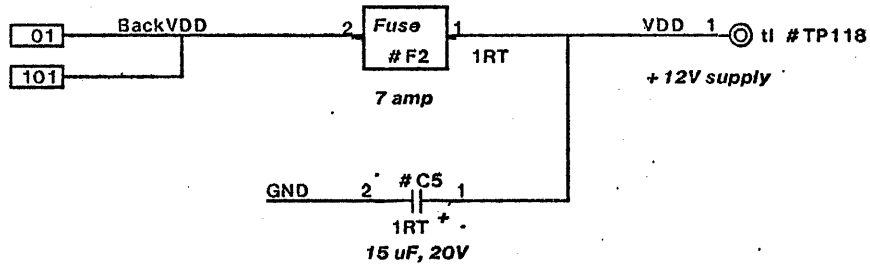 01 BackVDD 2 Fuse 1 VDD 1 tl #TP118
#F2 1RT
101 +12V supply
7 amp
GND 2 #C5 1
1RT +
15 uF, 20V